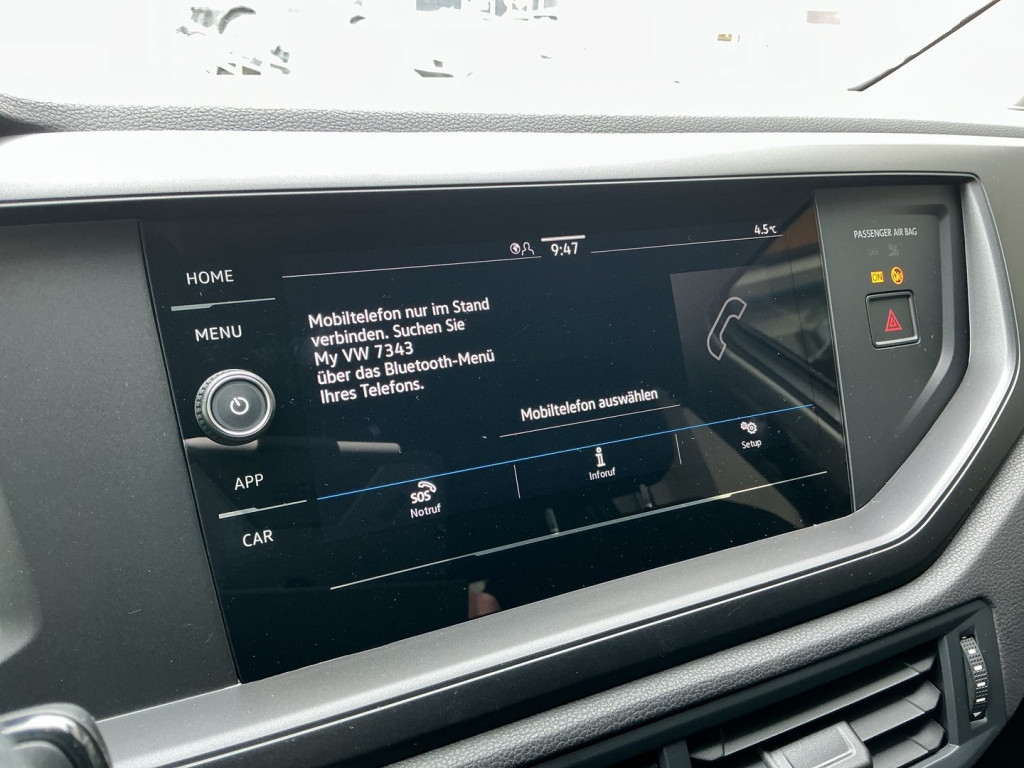 9:47
4.5°C
PASSENGER AIR BAG
ON
HOME
MENU
APP
CAR
Mobiltelefon nur im Stand
verbinden. Suchen Sie
My VW 7343
über das Bluetooth-Menü
Ihres Telefons.
Mobiltelefon auswählen
SOS
Notruf
i
Inforuf
Setup